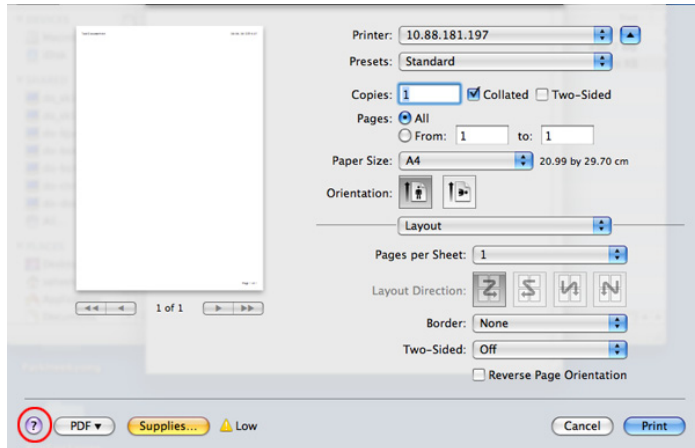 Printer: 10.88.181.197
Presets: Standard
Copies: 1 Collated Two-Sided
Pages: All
From: 1 to: 1
Paper Size: A4 20.99 by 29.70 cm
Orientation:
Layout
Pages per Sheet: 1
Layout Direction:
Border: None
Two-Sided: Off
Reverse Page Orientation
1 of 1
? PDF Supplies... Low Cancel Print